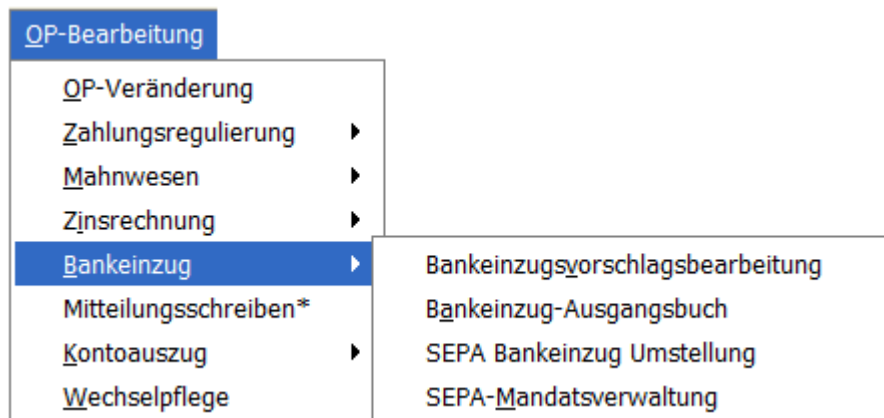 OP-Bearbeitung
OP-Veränderung
Zahlungsregulierung
Mahnwesen
Zinsrechnung
Bankeinzug
Mitteilungsschreiben*
Kontoauszug
Wechselpflege
Bankeinzugsvorschlagsbearbeitung
Bankeinzug-Ausgangsbuch
SEPA Bankeinzug Umstellung
SEPA-Mandatsverwaltung